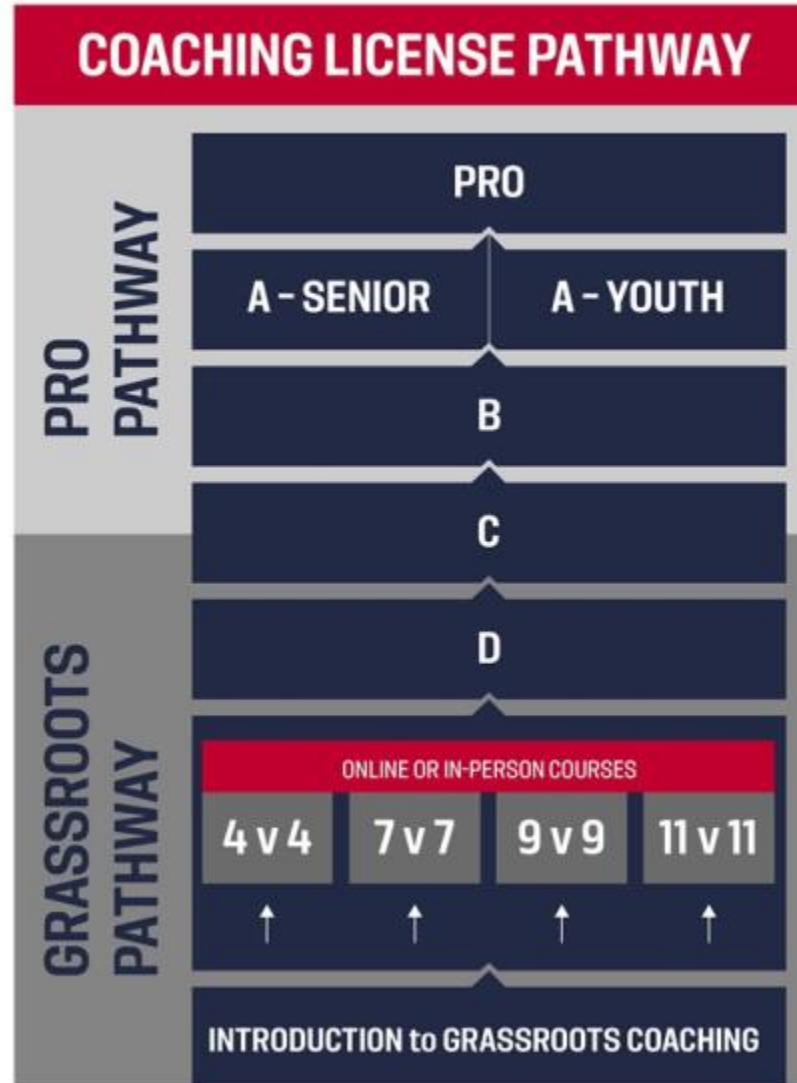 COACHING LICENSE PATHWAY
PRO
PATHWAY
PRO
A - SENIOR
A - YOUTH
B
C
GRASSROOTS
PATHWAY
D
ONLINE OR IN-PERSON COURSES
4 v 4
7 v 7
9 v 9
11 v 11
INTRODUCTION to GRASSROOTS COACHING